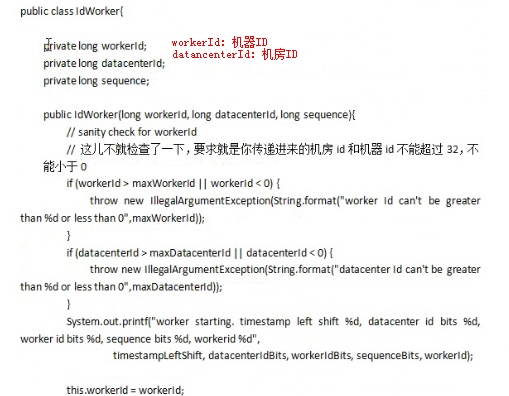 public class IdWorker{
private long workerId;
workerId: 机器ID
private long datacenterId;
datancenterId: 机房ID
private long sequence;
public IdWorker(long workerId, long datacenterId, long sequence){
// sanity check for workerId
// 这儿不就检查了一下，要求就是你传递进来的机房 id 和机器 id 不能超过 32，不
能小于 0
if (workerId > maxWorkerId || workerId < 0) {
throw new IllegalArgumentException(String.format("worker Id can't be greater
than %d or less than 0",maxWorkerId));
}
if (datacenterId > maxDatacenterId || datacenterId < 0) {
throw new IllegalArgumentException(String.format("datacenter Id can't be greater
than %d or less than 0",maxDatacenterId));
}
System.out.printf("worker starting. timestamp left shift %d, datacenter id bits %d,
worker id bits %d, sequence bits %d, workerid %d",
timestampLeftShift, datacenterIdBits, workerIdBits, sequenceBits, workerId);
this.workerId = workerId;